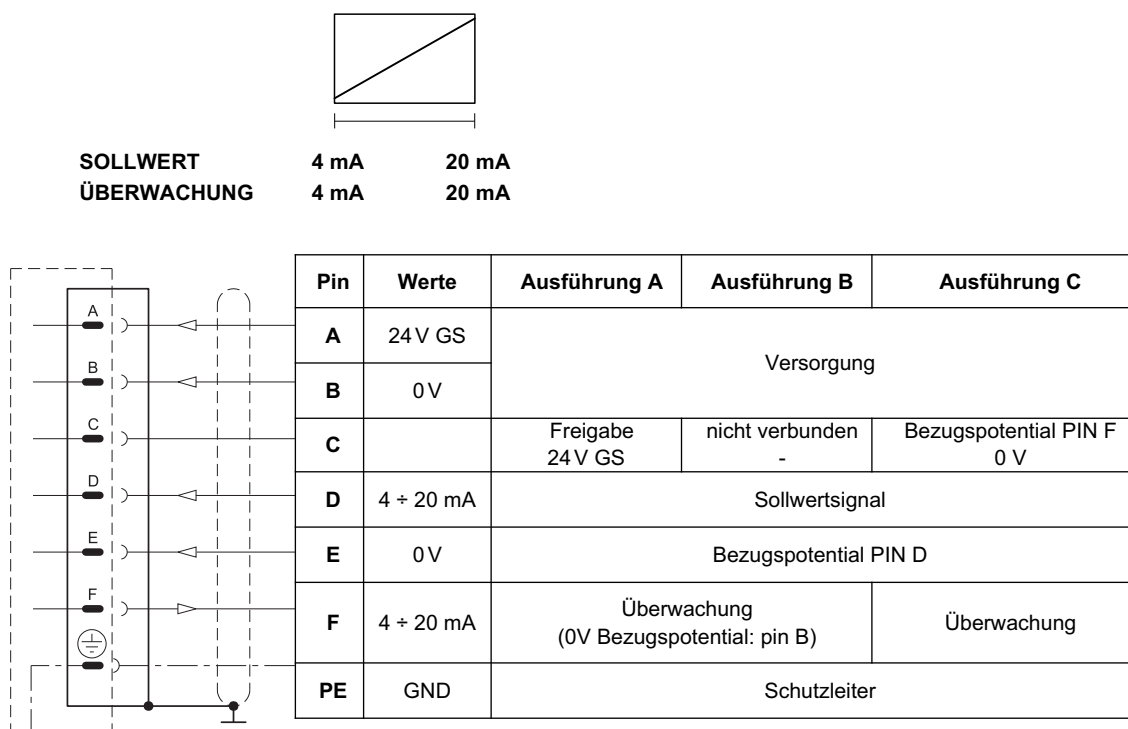 SOLLWERT 4 mA 20 mA
ÜBERWACHUNG 4 mA 20 mA
A
B
C
D
E
F
Pin Werte Ausführung A Ausführung B Ausführung C
A 24 V GS Versorgung
B 0 V
C Freigabe 24 V GS nicht verbunden - Bezugspotential PIN F 0 V
D 4 ÷ 20 mA Sollwertsignal
E 0 V Bezugspotential PIN D
F 4 ÷ 20 mA Überwachung (0V Bezugspotential: pin B) Überwachung
PE GND Schutzleiter